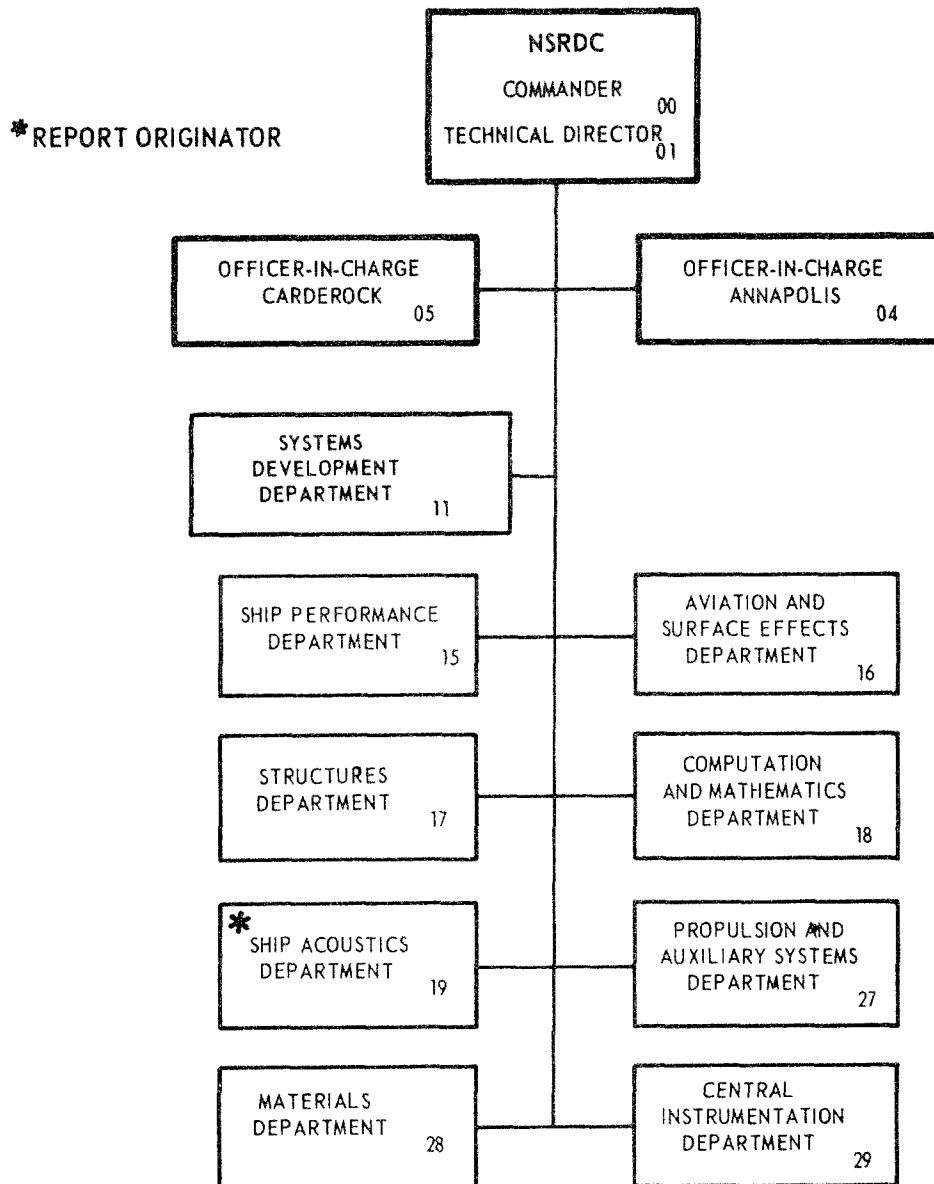 NSRDC
COMMANDER
00
TECHNICAL DIRECTOR
01
*REPORT ORIGINATOR
OFFICER-IN-CHARGE
CARDEROCK
05
OFFICER-IN-CHARGE
ANNAPOLIS
04
SYSTEMS
DEVELOPMENT
DEPARTMENT
11
SHIP PERFORMANCE
DEPARTMENT
15
AVIATION AND
SURFACE EFFECTS
DEPARTMENT
16
STRUCTURES
DEPARTMENT
17
COMPUTATION
AND MATHEMATICS
DEPARTMENT
18
*
SHIP ACOUSTICS
DEPARTMENT
19
PROPULSION AND
AUXILIARY SYSTEMS
DEPARTMENT
27
MATERIALS
DEPARTMENT
28
CENTRAL
INSTRUMENTATION
DEPARTMENT
29